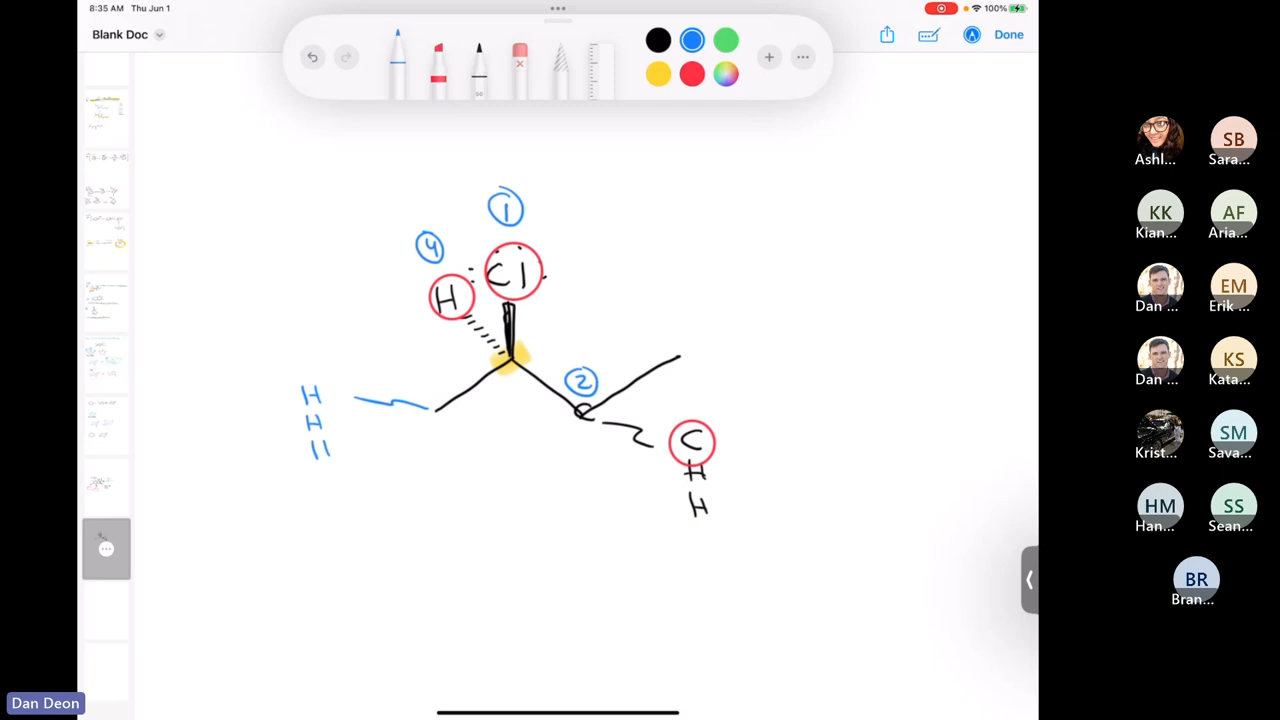 8:35 AM Thu Jun 1
100%
Blank Doc
Done
1
4
H
Cl
2
C
H
H
C
H
H
Ashl...
SB
Sara...
KK
Kian...
AF
Aria...
Dan ...
EM
Erik ...
Dan ...
KS
Kata...
Krist...
SM
Sava...
HM
Han...
SS
Sean...
BR
Bran...
Dan Deon